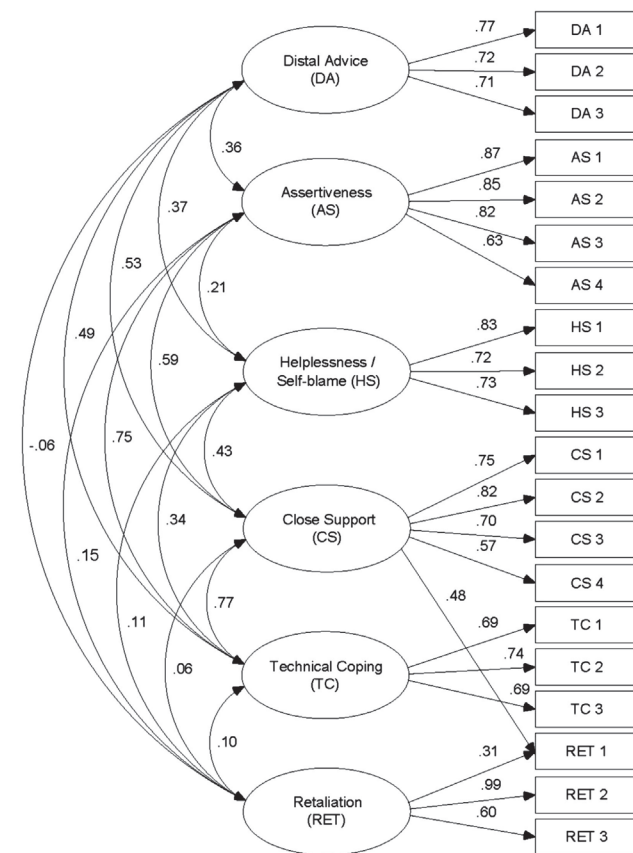 Distal Advice
(DA)
.77
.72
.71
DA 1
DA 2
DA 3
.36
Assertiveness
(AS)
.87
.85
.82
.63
AS 1
AS 2
AS 3
AS 4
.37
.53
.21
.49
.59
Helplessness /
Self-blame (HS)
.83
.72
.73
HS 1
HS 2
HS 3
-.06
.75
.43
.34
Close Support
(CS)
.75
.82
.70
.57
CS 1
CS 2
CS 3
CS 4
.48
.15
.11
.77
.06
Technical Coping
(TC)
.69
.74
.69
TC 1
TC 2
TC 3
.10
Retaliation
(RET)
.31
.99
.60
RET 1
RET 2
RET 3